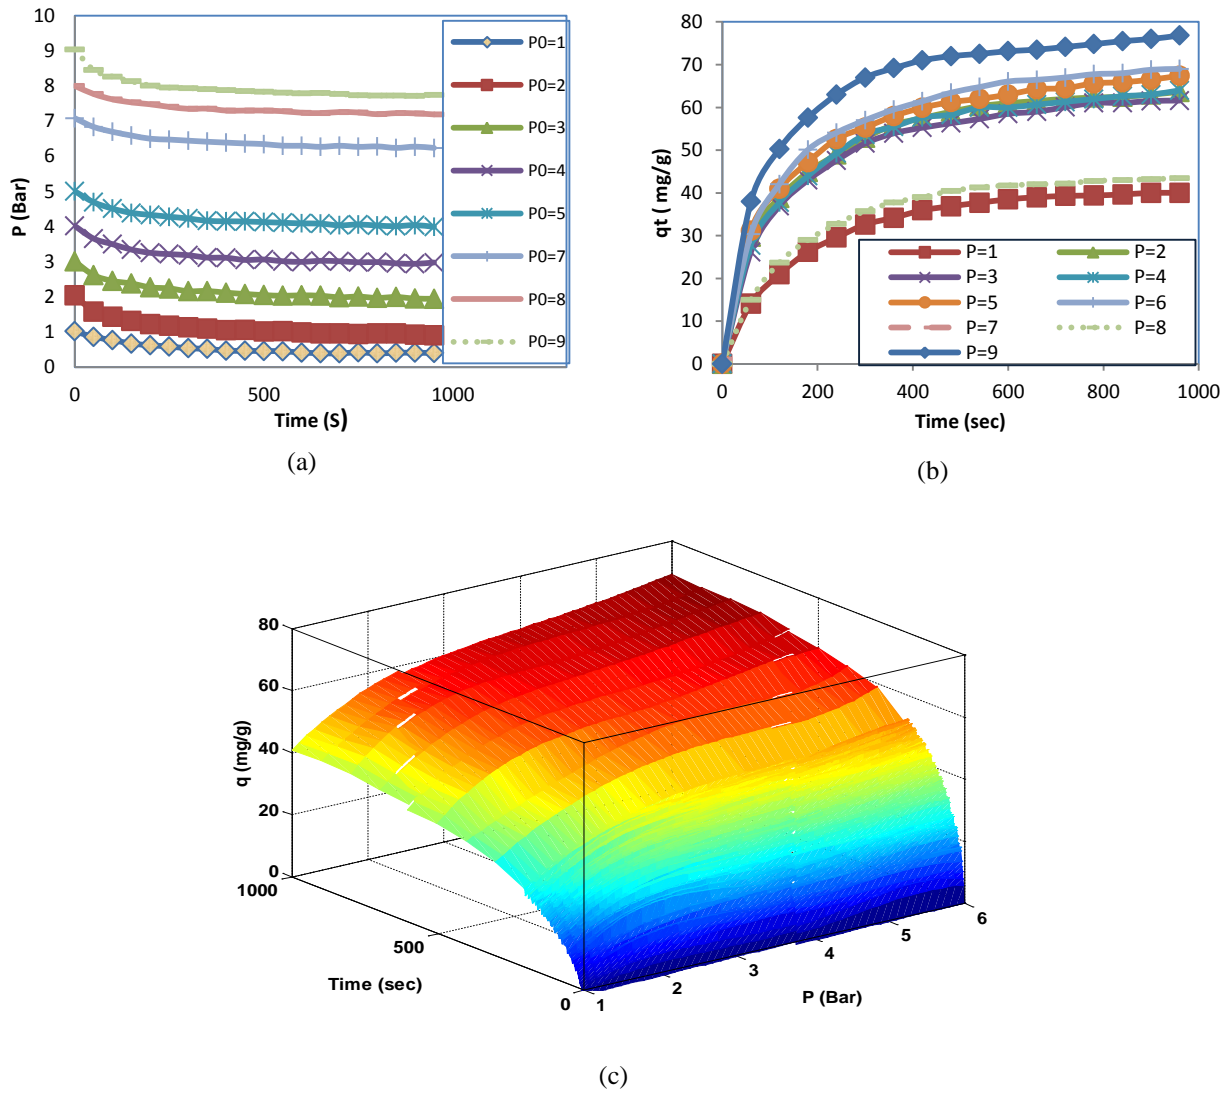 10
9
8
7
6
5
4
3
2
1
0
P (Bar)
0 500 1000
Time (S)
P0=1
P0=2
P0=3
P0=4
P0=5
P0=7
P0=8
P0=9
(a)
80
70
60
50
40
30
20
10
0
qt ( mg/g)
0 200 400 600 800 1000
Time (sec)
P=1 P=2
P=3 P=4
P=5 P=6
P=7 P=8
P=9
(b)
80
60
40
20
0
q (mg/g)
1000
500
0
Time (sec)
1
2
3
4
5
6
P (Bar)
(c)